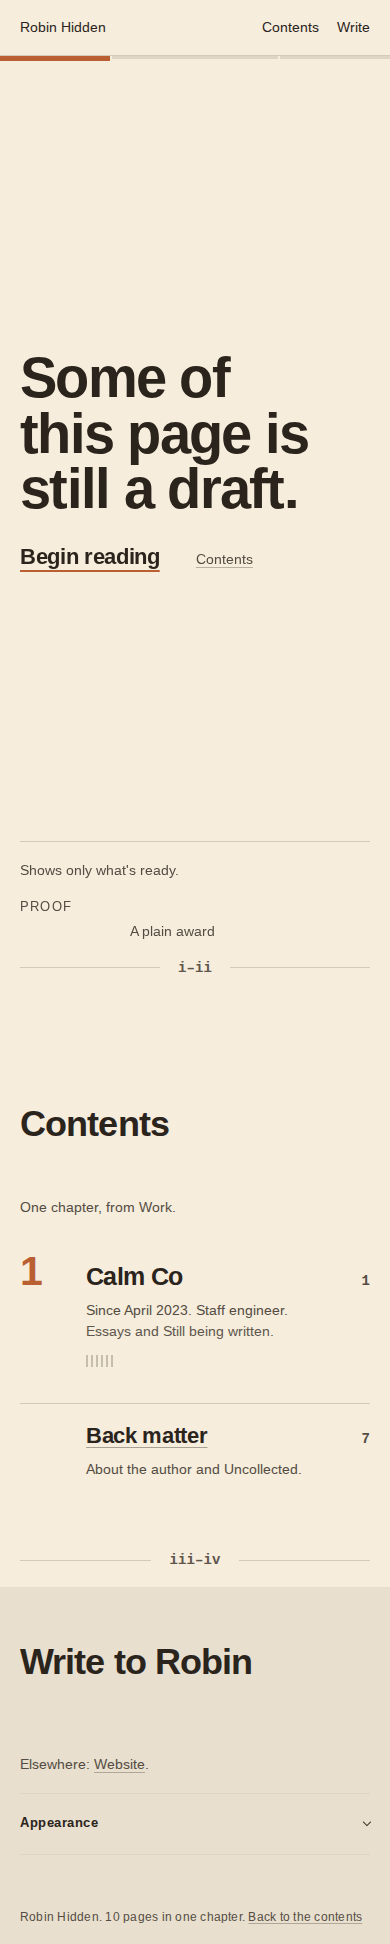 Robin Hidden Contents Write
Some of
this page is
still a draft.
Begin reading Contents
Shows only what's ready.
PROOF
A plain award
i–ii
Contents
One chapter, from Work.
1 Calm Co 1
Since April 2023. Staff engineer.
Essays and Still being written.
Back matter 7
About the author and Uncollected.
iii–iv
Write to Robin
Elsewhere: Website.
Appearance
Robin Hidden. 10 pages in one chapter. Back to the contents